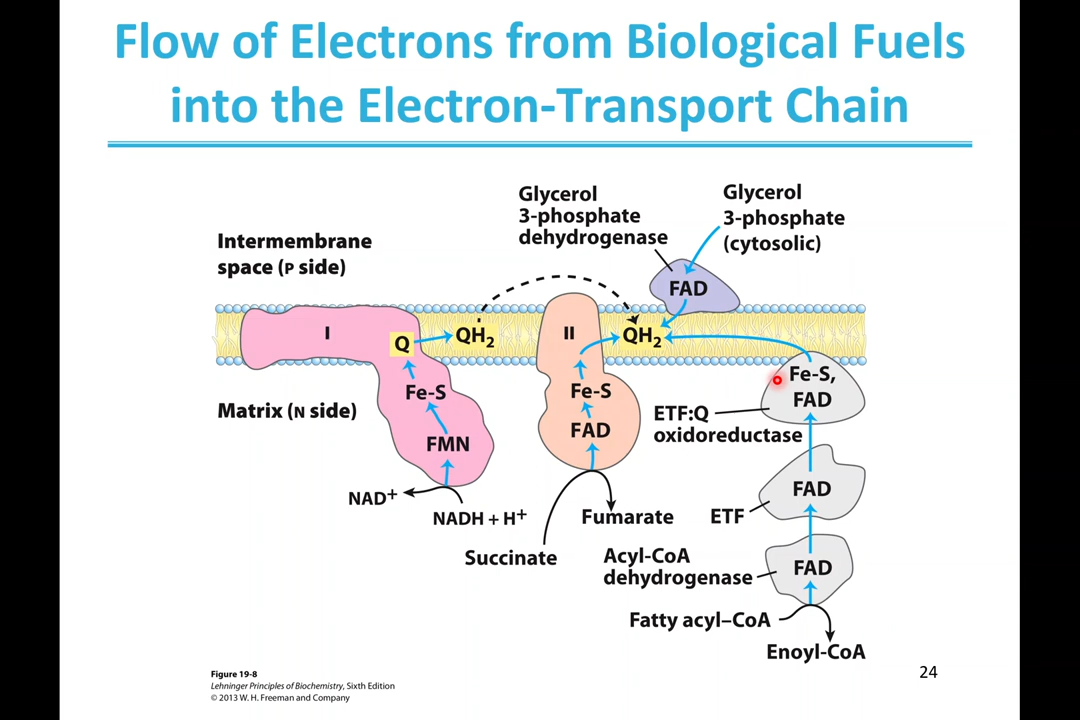 Flow of Electrons from Biological Fuels
into the Electron-Transport Chain
Glycerol
3-phosphate
dehydrogenase
Glycerol
3-phosphate
(cytosolic)
Intermembrane
space (P side)
FAD
I
Q
QH2
II
QH2
Fe-S
Fe-S
Fe-S,
FAD
Matrix (N side)
FMN
FAD
ETF:Q
oxidoreductase
NAD+
NADH + H+
Fumarate
ETF
FAD
Succinate
Acyl-CoA
dehydrogenase
FAD
Fatty acyl–CoA
Enoyl-CoA
Figure 19-8
Lehninger Principles of Biochemistry, Sixth Edition
© 2013 W. H. Freeman and Company
24